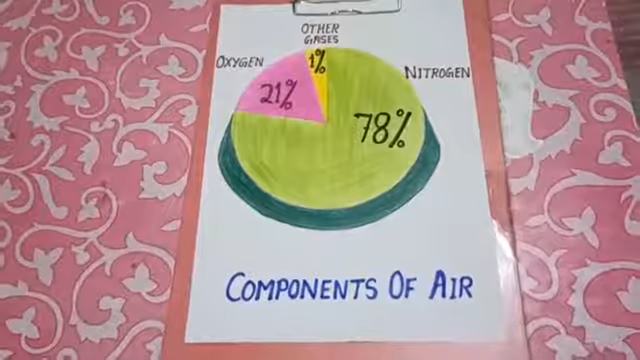 OTHER
GASES
1%
OXYGEN
21%
NITROGEN
78%
COMPONENTS OF AIR